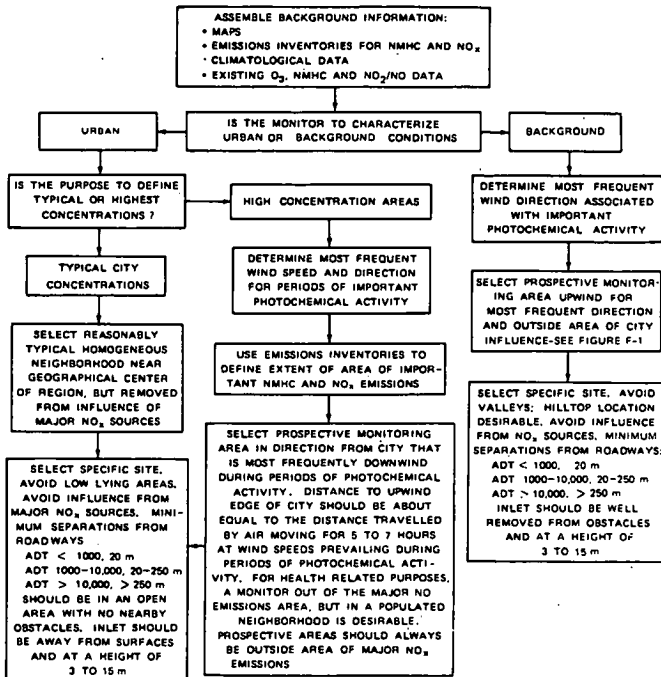 ASSEMBLE BACKGROUND INFORMATION:
• MAPS
• EMISSIONS INVENTORIES FOR NMHC AND NOx
• CLIMATOLOGICAL DATA
• EXISTING O3, NMHC AND NO2/NO DATA
URBAN
IS THE MONITOR TO CHARACTERIZE
URBAN OR BACKGROUND CONDITIONS
BACKGROUND
IS THE PURPOSE TO DEFINE
TYPICAL OR HIGHEST
CONCENTRATIONS ?
HIGH CONCENTRATION AREAS
DETERMINE MOST FREQUENT
WIND DIRECTION ASSOCIATED
WITH IMPORTANT
PHOTOCHEMICAL ACTIVITY
TYPICAL CITY
CONCENTRATIONS
DETERMINE MOST FREQUENT
WIND SPEED AND DIRECTION
FOR PERIODS OF IMPORTANT
PHOTOCHEMICAL ACTIVITY
SELECT PROSPECTIVE MONITOR-
ING AREA UPWIND FOR
MOST FREQUENT DIRECTION
AND OUTSIDE AREA OF CITY
INFLUENCE-SEE FIGURE F-1
SELECT REASONABLY
TYPICAL HOMOGENEOUS
NEIGHBORHOOD NEAR
GEOGRAPHICAL CENTER
OF REGION, BUT REMOVED
FROM INFLUENCE OF
MAJOR NOx SOURCES
USE EMISSIONS INVENTORIES TO
DEFINE EXTENT OF AREA OF IMPOR-
TANT NMHC AND NOx EMISSIONS
SELECT SPECIFIC SITE. AVOID
VALLEYS; HILLTOP LOCATION
DESIRABLE. AVOID INFLUENCE
FROM NOx SOURCES. MINIMUM
SEPARATIONS FROM ROADWAYS:
ADT < 1000, 20 m
ADT 1000-10,000, 20-250 m
ADT > 10,000, > 250 m
INLET SHOULD BE WELL
REMOVED FROM OBSTACLES
AND AT A HEIGHT OF
3 TO 15 m
SELECT SPECIFIC SITE.
AVOID LOW LYING AREAS.
AVOID INFLUENCE FROM
MAJOR NOx SOURCES. MINI-
MUM SEPARATIONS FROM
ROADWAYS
ADT < 1000, 20 m
ADT 1000-10,000, 20-250 m
ADT > 10,000, > 250 m
SHOULD BE IN AN OPEN
AREA WITH NO NEARBY
OBSTACLES. INLET SHOULD
BE AWAY FROM SURFACES
AND AT A HEIGHT OF
3 TO 15 m
SELECT PROSPECTIVE MONITORING
AREA IN DIRECTION FROM CITY THAT
IS MOST FREQUENTLY DOWNWIND
DURING PERIODS OF PHOTOCHEMICAL
ACTIVITY. DISTANCE TO UPWIND
EDGE OF CITY SHOULD BE ABOUT
EQUAL TO THE DISTANCE TRAVELLED
BY AIR MOVING FOR 5 TO 7 HOURS
AT WIND SPEEDS PREVAILING DURING
PERIODS OF PHOTOCHEMICAL ACTI-
VITY. FOR HEALTH RELATED PURPOSES,
A MONITOR OUT OF THE MAJOR NO
EMISSIONS AREA, BUT IN A POPULATED
NEIGHBORHOOD IS DESIRABLE.
PROSPECTIVE AREAS SHOULD ALWAYS
BE OUTSIDE AREA OF MAJOR NOx
EMISSIONS